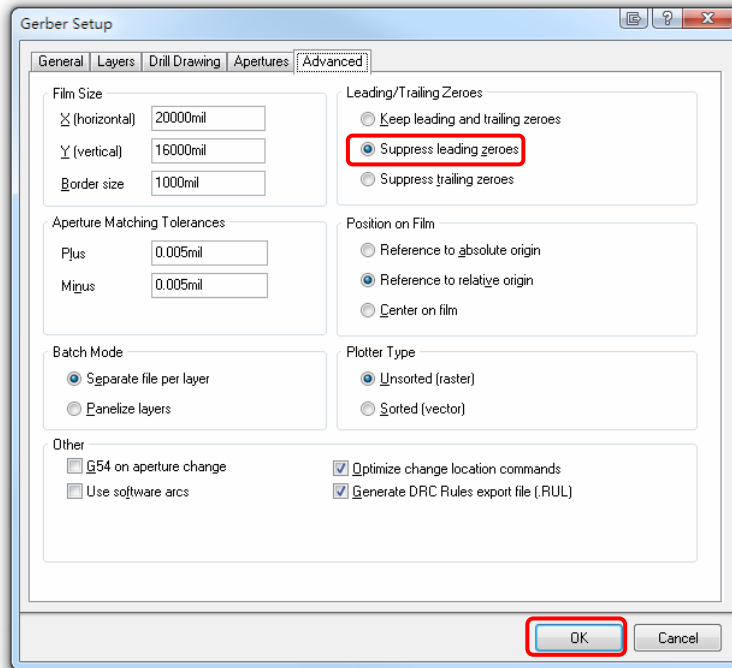 Gerber Setup
General Layers Drill Drawing Apertures Advanced
Film Size
X (horizontal) 20000mil
Y (vertical) 16000mil
Border size 1000mil
Leading/Trailing Zeroes
Keep leading and trailing zeroes
Suppress leading zeroes
Suppress trailing zeroes
Aperture Matching Tolerances
Plus 0.005mil
Minus 0.005mil
Position on Film
Reference to absolute origin
Reference to relative origin
Center on film
Batch Mode
Separate file per layer
Panelize layers
Plotter Type
Unsorted (raster)
Sorted (vector)
Other
G54 on aperture change
Use software arcs
Optimize change location commands
Generate DRC Rules export file (.RUL)
OK Cancel